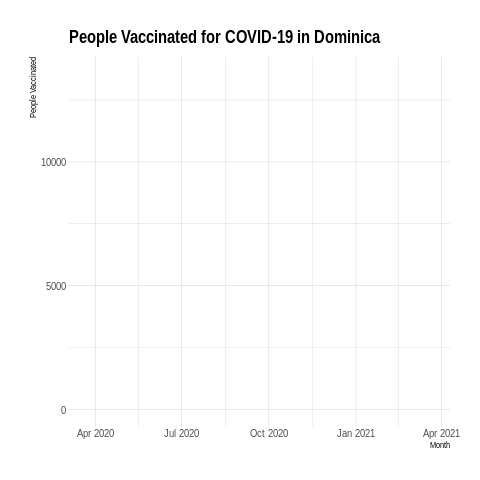 People Vaccinated for COVID-19 in Dominica
People Vaccinated
10000
5000
0
Apr 2020
Jul 2020
Oct 2020
Jan 2021
Apr 2021
Month